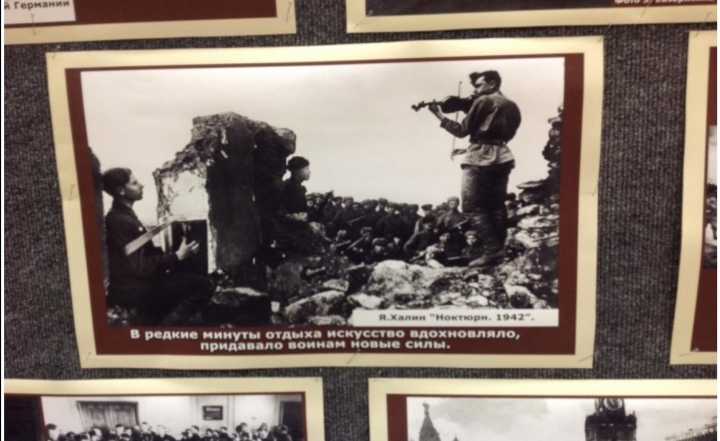 й Германии
Я.Халип "Ноктюрн. 1942".
В редкие минуты отдыха искусство вдохновляло,
придавало воинам новые силы.